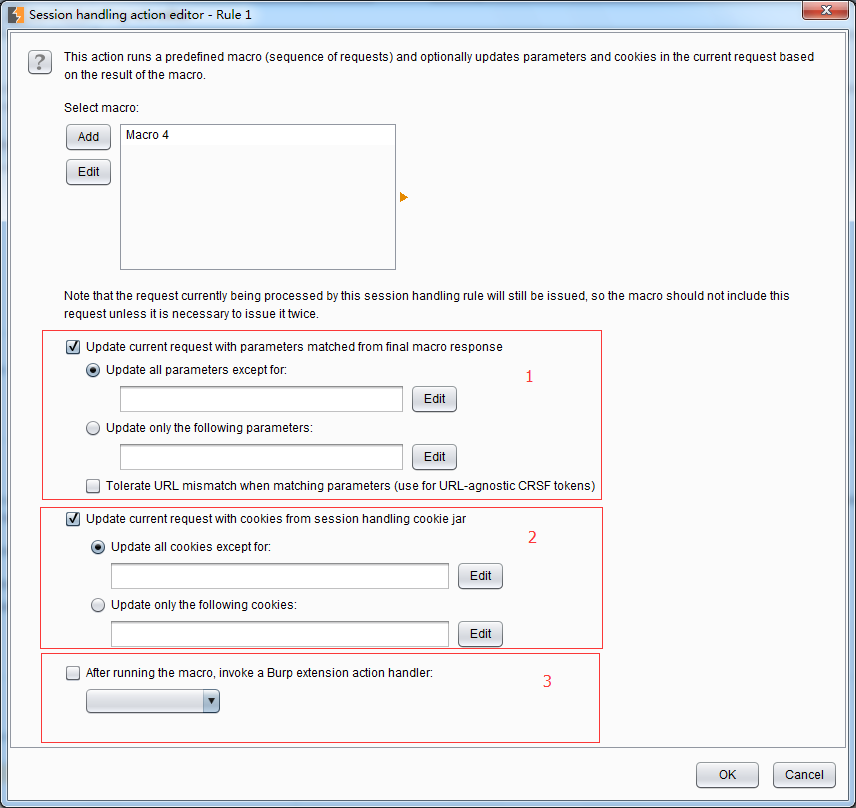 Session handling action editor - Rule 1
?
This action runs a predefined macro (sequence of requests) and optionally updates parameters and cookies in the current request based
on the result of the macro.
Select macro:
Add
Macro 4
Edit
Note that the request currently being processed by this session handling rule will still be issued, so the macro should not include this
request unless it is necessary to issue it twice.
Update current request with parameters matched from final macro response
Update all parameters except for:
1
Edit
Update only the following parameters:
Edit
Tolerate URL mismatch when matching parameters (use for URL-agnostic CRSF tokens)
Update current request with cookies from session handling cookie jar
2
Update all cookies except for:
Edit
Update only the following cookies:
Edit
After running the macro, invoke a Burp extension action handler:
3
OK
Cancel